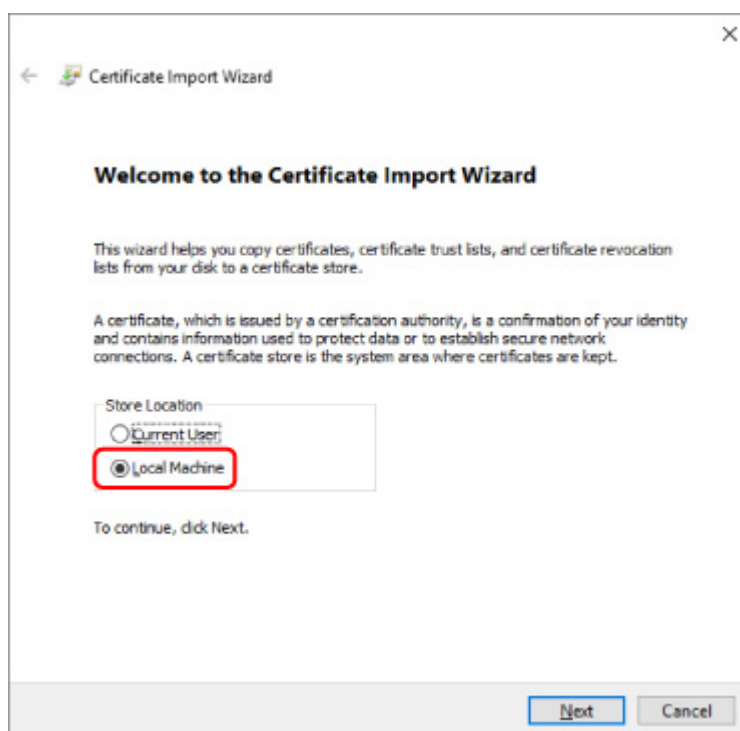 Certificate Import Wizard
Welcome to the Certificate Import Wizard
This wizard helps you copy certificates, certificate trust lists, and certificate revocation
lists from your disk to a certificate store.
A certificate, which is issued by a certification authority, is a confirmation of your identity
and contains information used to protect data or to establish secure network
connections. A certificate store is the system area where certificates are kept.
Store Location
Current User
Local Machine
To continue, click Next.
Next
Cancel